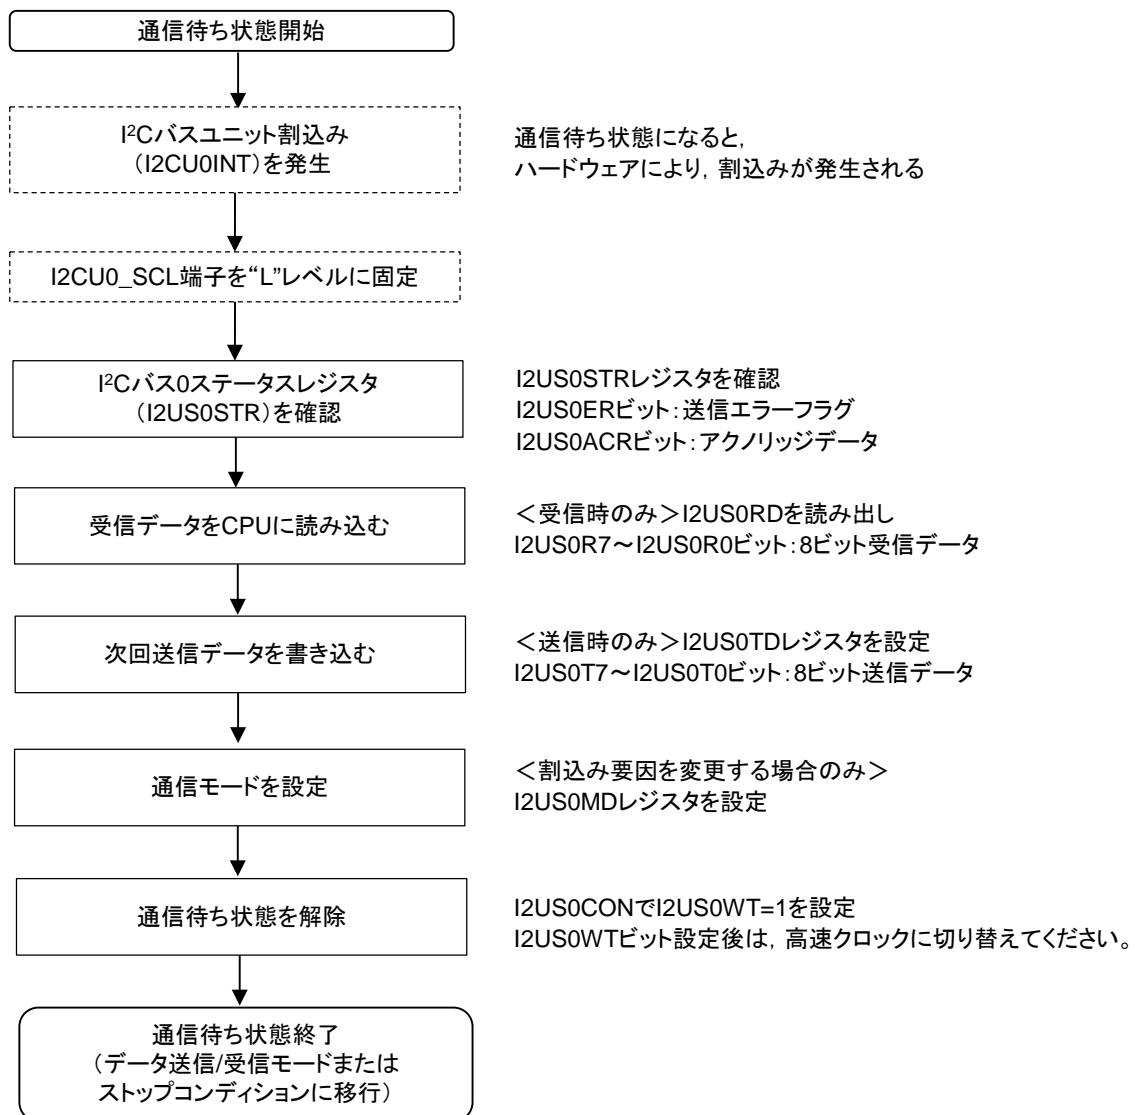 通信待ち状態開始
I²Cバスユニット割込み
（I2CU0INT）を発生
通信待ち状態になると，
ハードウェアにより，割込みが発生される
I2CU0_SCL端子を“L”レベルに固定
I²Cバス0ステータスレジスタ
（I2US0STR）を確認
I2US0STRレジスタを確認
I2US0ERビット：送信エラーフラグ
I2US0ACRビット：アクノリッジデータ
受信データをCPUに読み込む
＜受信時のみ＞I2US0RDを読み出し
I2US0R7～I2US0R0ビット：8ビット受信データ
次回送信データを書き込む
＜送信時のみ＞I2US0TDレジスタを設定
I2US0T7～I2US0T0ビット：8ビット送信データ
通信モードを設定
＜割込み要因を変更する場合のみ＞
I2US0MDレジスタを設定
通信待ち状態を解除
I2US0CONでI2US0WT=1を設定
I2US0WTビット設定後は，高速クロックに切り替えてください。
通信待ち状態終了
（データ送信/受信モードまたは
ストップコンディションに移行）